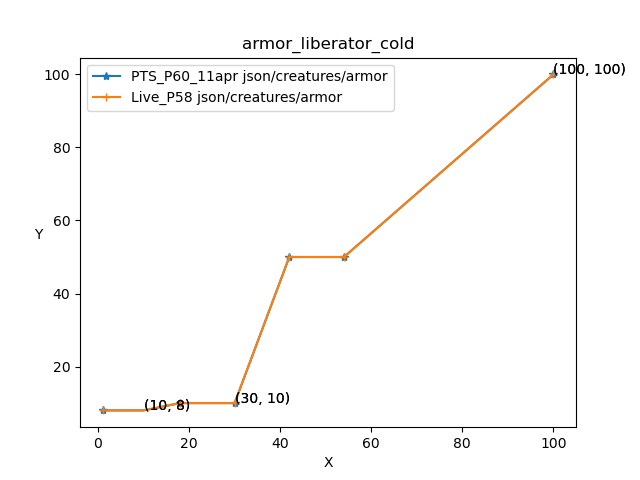 armor_liberator_cold
PTS_P60_11apr json/creatures/armor
Live_P58 json/creatures/armor
(100, 100)
100
80
60
Y
40
20
(10, 8)
(30, 10)
0 20 40 60 80 100
X